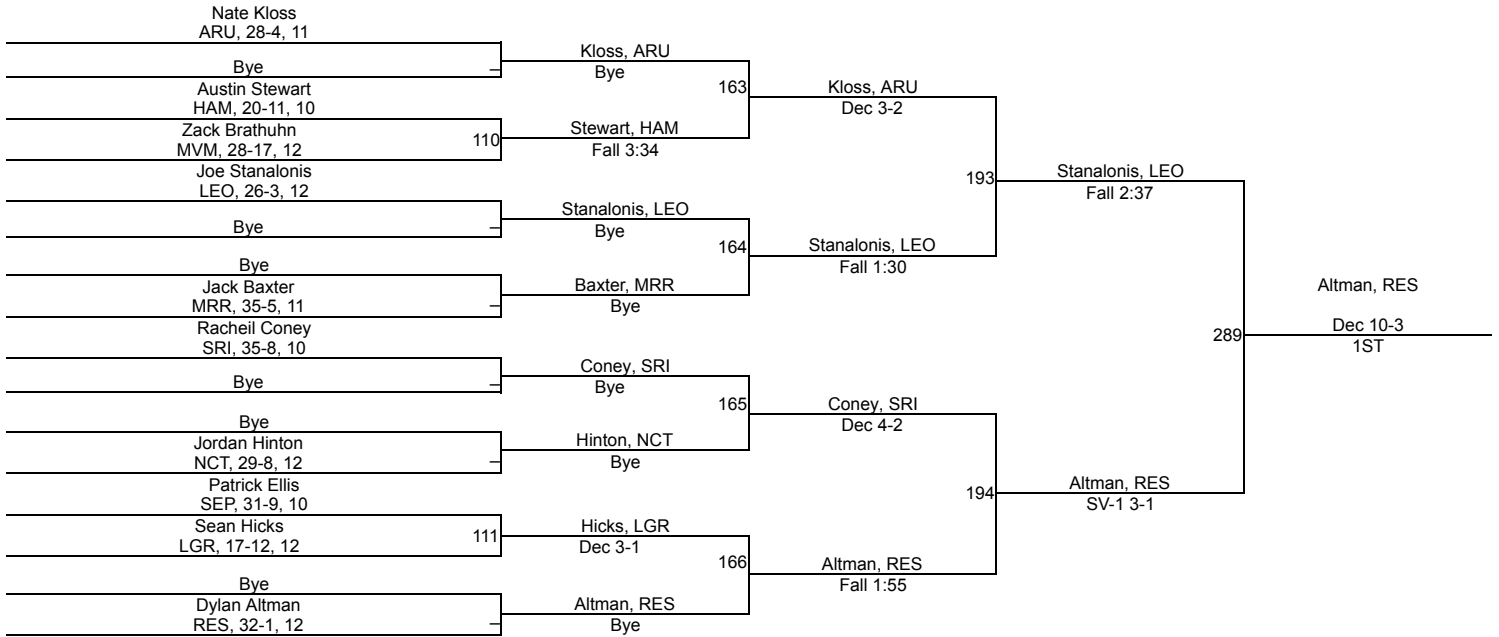 Nate Kloss
ARU, 28-4, 11
Bye
–
Austin Stewart
HAM, 20-11, 10
Zack Brathuhn
MVM, 28-17, 12
110
Joe Stanalonis
LEO, 26-3, 12
Bye
–
Bye
Jack Baxter
MRR, 35-5, 11
–
Racheil Coney
SRI, 35-8, 10
Bye
–
Bye
Jordan Hinton
NCT, 29-8, 12
–
Patrick Ellis
SEP, 31-9, 10
Sean Hicks
LGR, 17-12, 12
111
Bye
Dylan Altman
RES, 32-1, 12
–
Kloss, ARU
Bye
163
Stewart, HAM
Fall 3:34
Stanalonis, LEO
Bye
164
Baxter, MRR
Bye
Coney, SRI
Bye
165
Hinton, NCT
Bye
Hicks, LGR
Dec 3-1
166
Altman, RES
Bye
Kloss, ARU
Dec 3-2
193
Stanalonis, LEO
Fall 1:30
Coney, SRI
Dec 4-2
194
Altman, RES
Fall 1:55
Stanalonis, LEO
Fall 2:37
289
Altman, RES
SV-1 3-1
Altman, RES
Dec 10-3
1ST